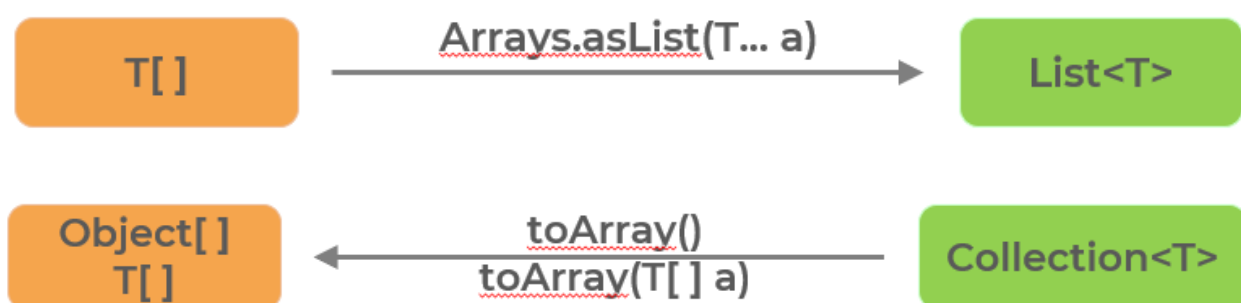 Arrays.asList(T... a)
T[ ]
List<T>
Object[ ]
T[ ]
toArray()
toArray(T[ ] a)
Collection<T>